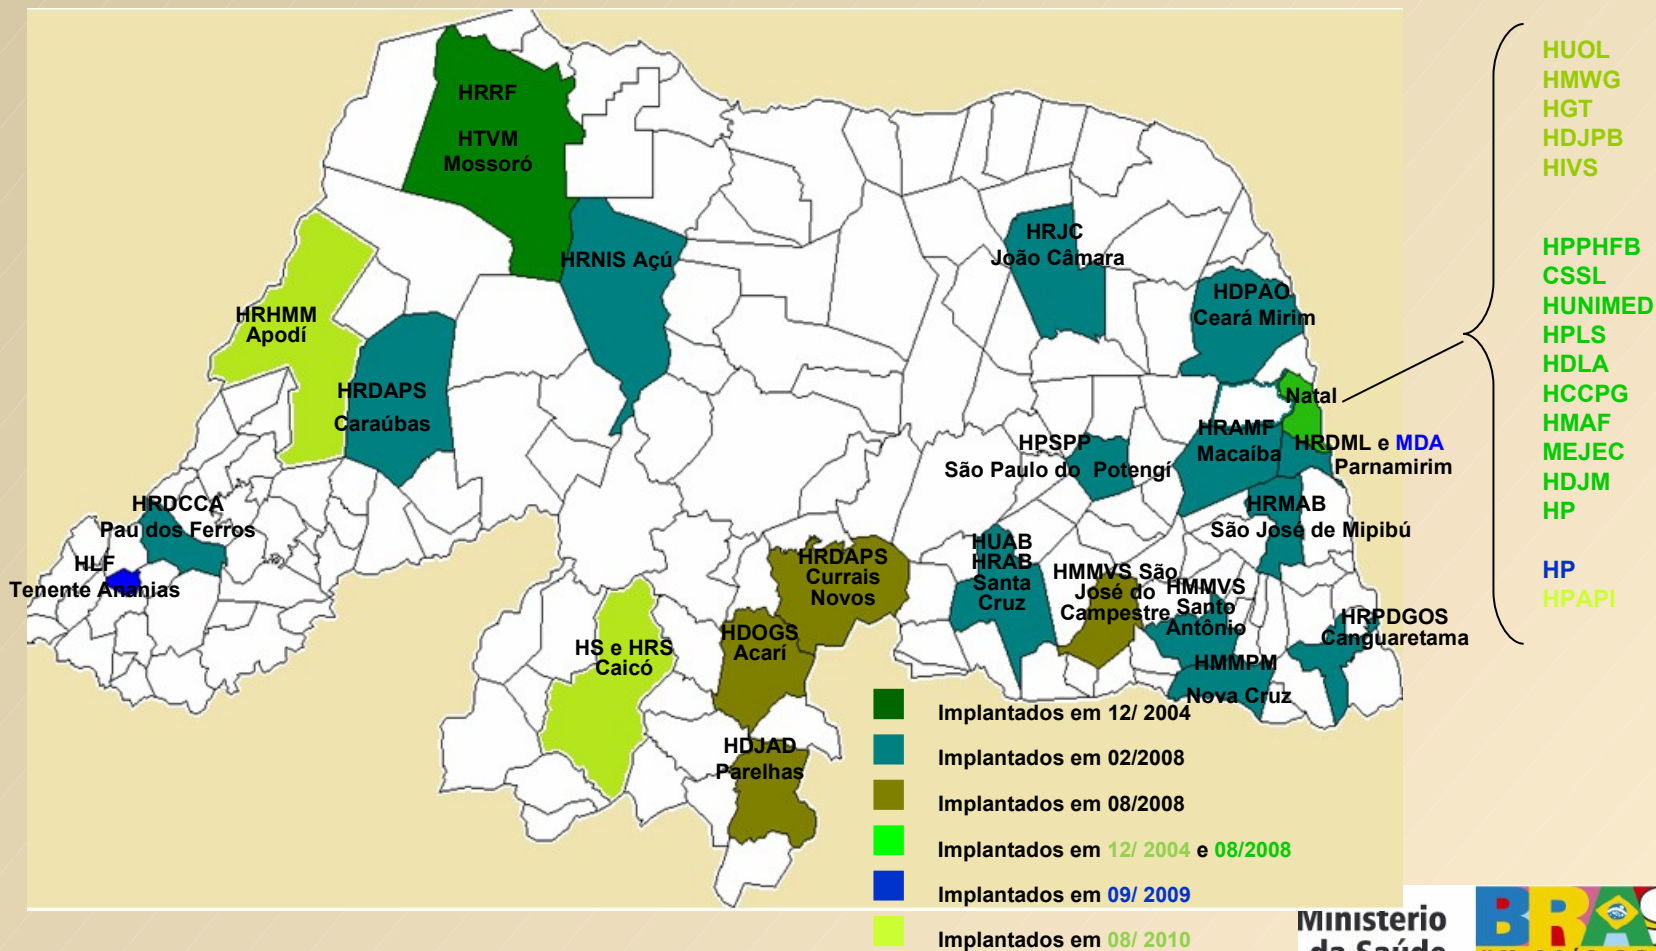 HRRF
HTVM
Mossoró
HRNIS Açú
HRJC
João Câmara
HDPAO
Ceará Mirim
HRHMM
Apodí
HRDAPS
Caraúbas
Natal
HRAMF
Macaíba
HRDML e MDA
Parnamirim
HPSPP
São Paulo do Potengí
HRMAB
São José de Mipibú
HRDCCA
Pau dos Ferros
HLF
Tenente Ananias
HRDAPS
Currais
Novos
HUAB
HRAB
Santa
Cruz
HMMVS São
José do
Campestre
HMMVS
Santo
Antônio
HRPDGOS
Canguaretama
HDOGS
Acarí
HS e HRS
Caicó
HMMPM
Nova Cruz
HDJAD
Parelhas
HUOL
HMWG
HGT
HDJPB
HIVS
HPPHFB
CSSL
HUNIMED
HPLS
HDLA
HCCPG
HMAF
MEJEC
HDJM
HP
HP
HPAPI
Implantados em 12/ 2004
Implantados em 02/2008
Implantados em 08/2008
Implantados em 12/ 2004 e 08/2008
Implantados em 09/ 2009
Implantados em 08/ 2010
Ministério
da Saúde
BRAS